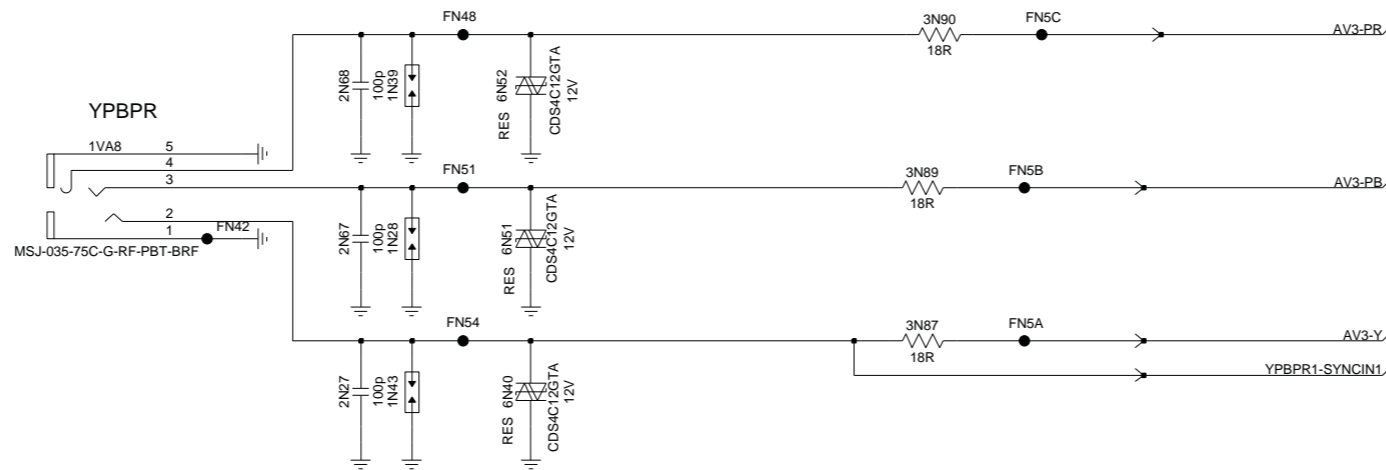 FN48
3N90
FN5C
AV3-PR
18R
2N68
100p
1N39
RES 6N52
CDS4C12GTA
12V
YPBPR
1VA8
5
4
3
2
1
FN42
MSJ-035-75C-G-RF-PBT-BRF
FN51
3N89
FN5B
AV3-PB
18R
2N67
100p
1N28
RES 6N51
CDS4C12GTA
12V
FN54
3N87
FN5A
AV3-Y
18R
YPBPR1-SYNCIN1
2N27
100p
1N43
RES 6N40
CDS4C12GTA
12V